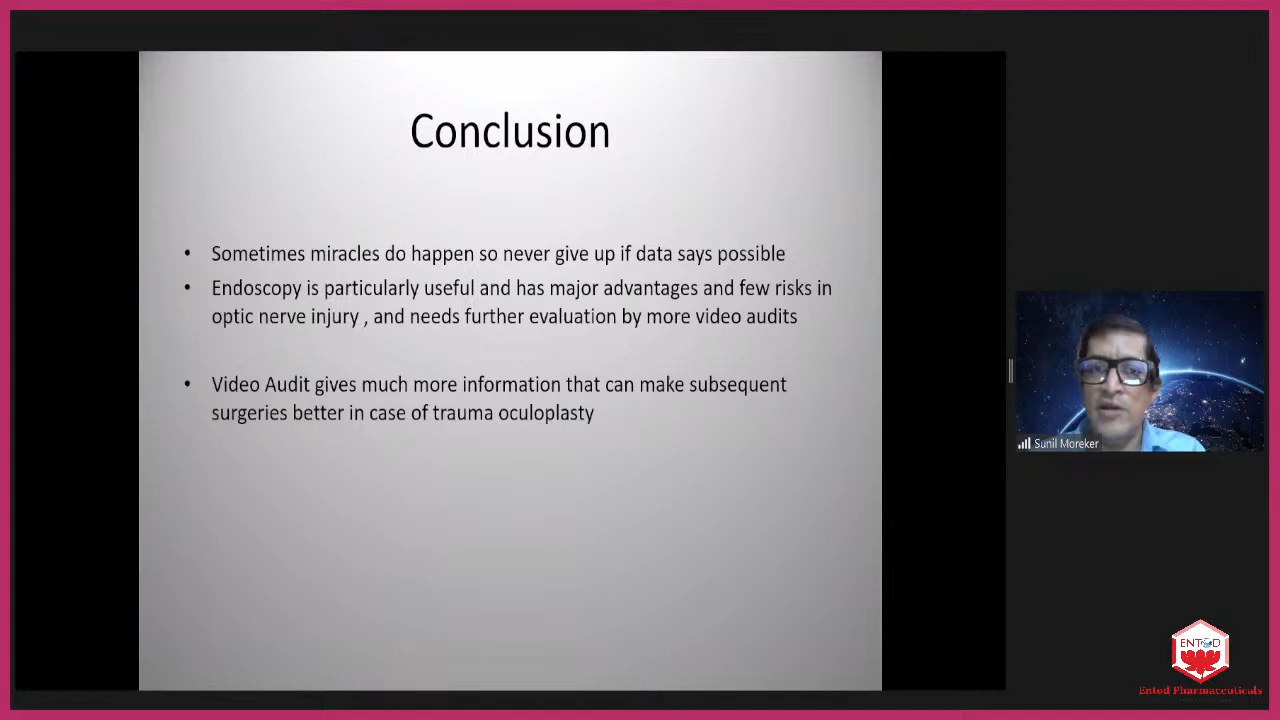 Conclusion
• Sometimes miracles do happen so never give up if data says possible
• Endoscopy is particularly useful and has major advantages and few risks in
optic nerve injury , and needs further evaluation by more video audits
• Video Audit gives much more information that can make subsequent
surgeries better in case of trauma oculoplasty
Sunil Moreker
ENTOD
Entod Pharmaceuticals